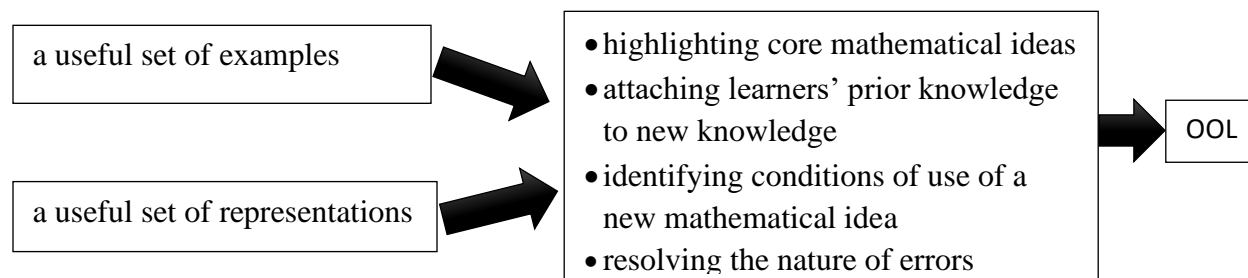 a useful set of examples
a useful set of representations
• highlighting core mathematical ideas
• attaching learners' prior knowledge
to new knowledge
• identifying conditions of use of a
new mathematical idea
• resolving the nature of errors
OOL